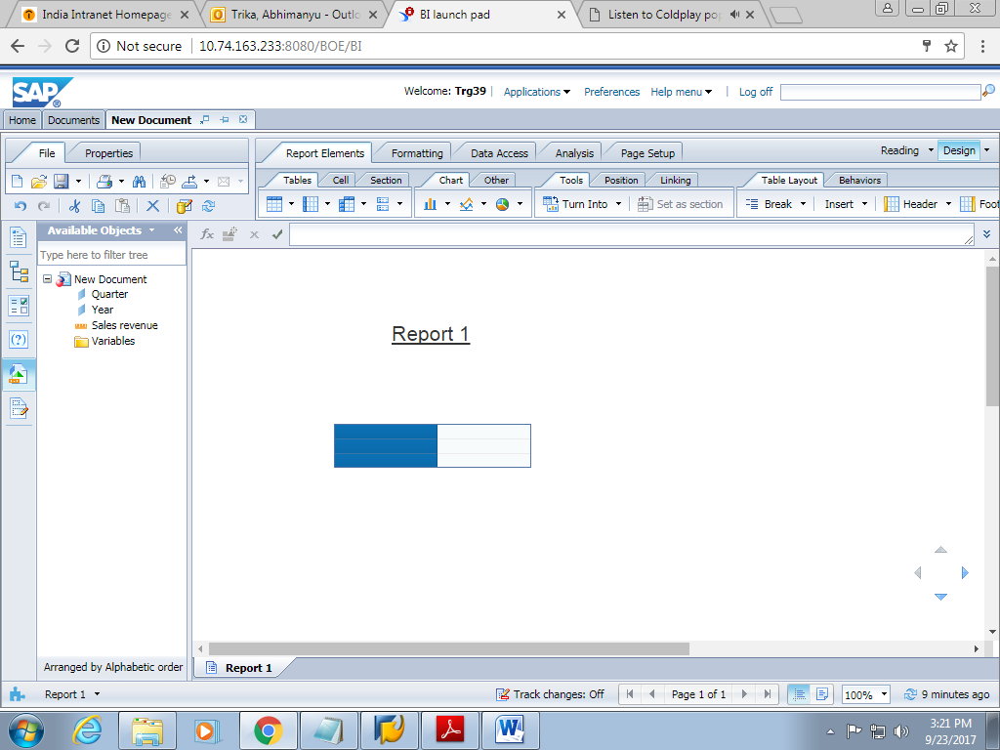 India Intranet Homepage
Trika, Abhimanyu - Outlo
BI launch pad
Listen to Coldplay pop
Not secure
10.74.163.233:8080/BOE/BI
SAP
Welcome: Trg39
Applications
Preferences
Help menu
Log off
Home
Documents
New Document
File
Properties
Report Elements
Formatting
Data Access
Analysis
Page Setup
Reading
Design
Tables
Cell
Section
Chart
Other
Tools
Position
Linking
Table Layout
Behaviors
Turn Into
Set as section
Break
Insert
Header
Foot
Available Objects
Type here to filter tree
New Document
Quarter
Year
Sales revenue
Variables
Report 1
Arranged by Alphabetic order
Report 1
Report 1
Track changes: Off
Page 1 of 1
100%
9 minutes ago
3:21 PM
9/23/2017